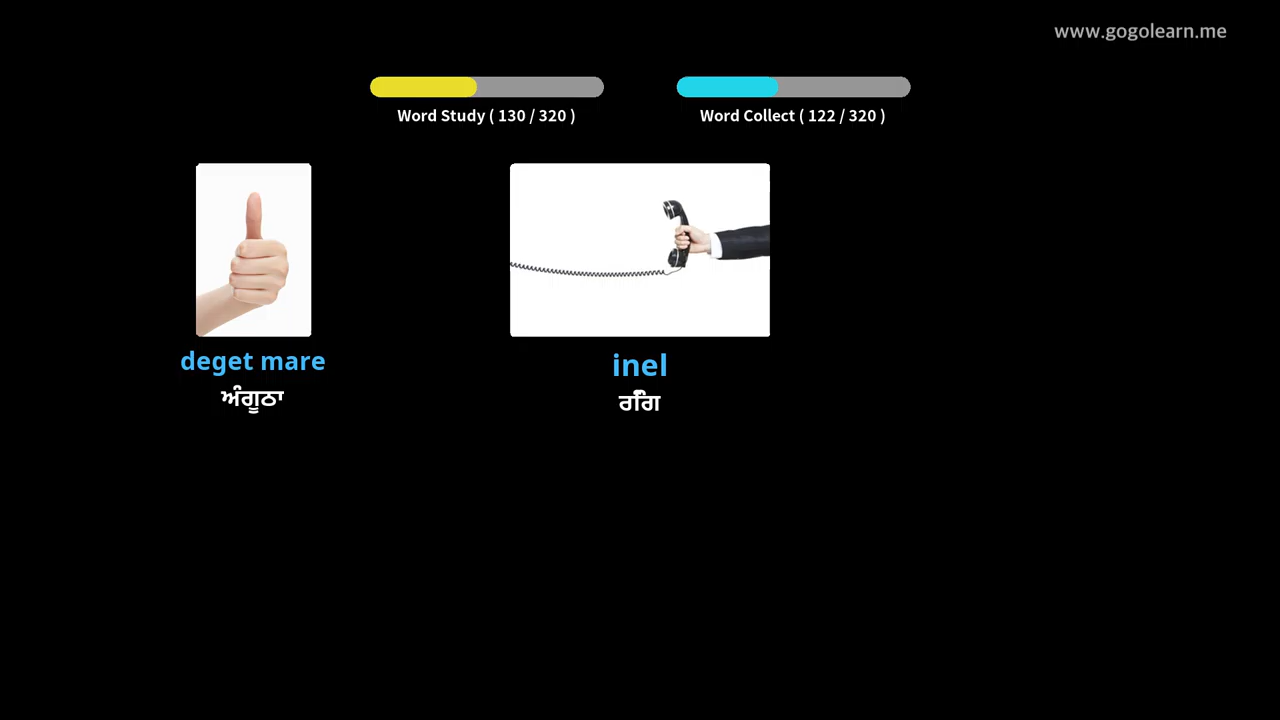 www.gogolearn.me
Word Study ( 130 / 320 )
Word Collect ( 122 / 320 )
deget mare
ਅੰਗੂਠਾ
inel
ਰਿੰਗ